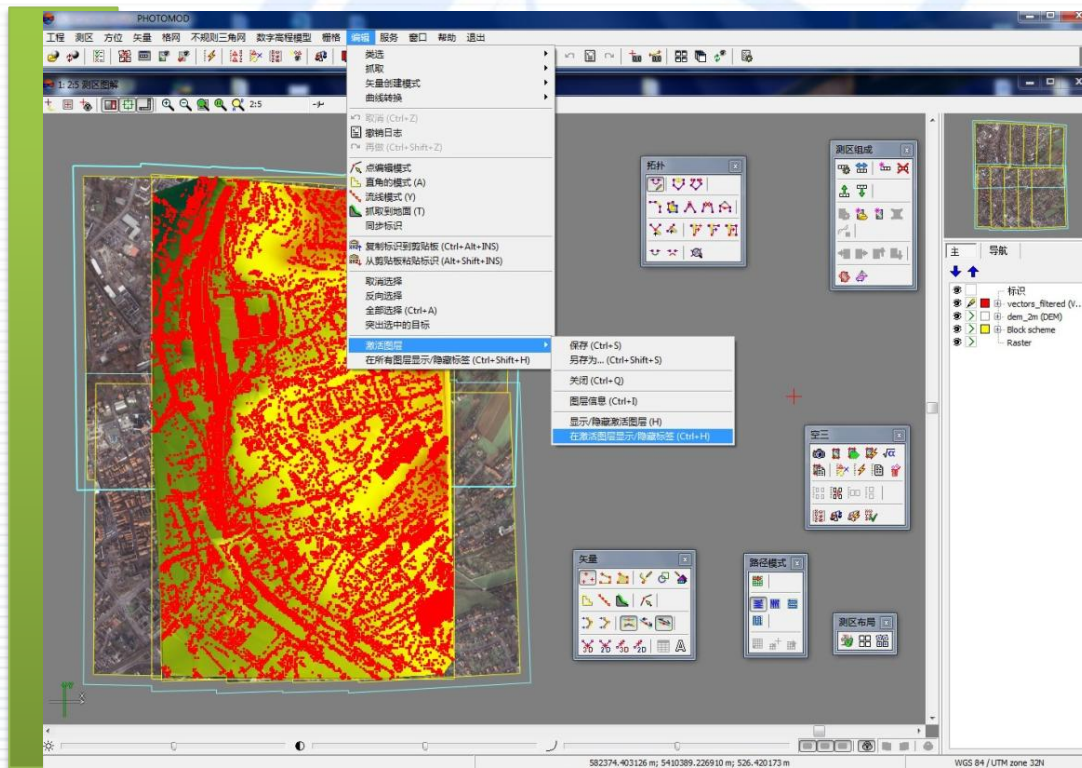 PHOTOMOD
工程 测区 方位 矢量 格网 不规则三角网 数字高程模型 栅格 编辑 服务 窗口 帮助 退出
1: 2:5 测区图解
2:5
类选
抓取
矢量创建模式
曲线转换
取消 (Ctrl+Z)
撤销日志
再做 (Ctrl+Shift+Z)
点编辑模式
直角的模式 (A)
流线模式 (Y)
抓取到地面 (T)
同步标识
复制标识到剪贴板 (Ctrl+Alt+INS)
从剪贴板粘贴标识 (Alt+Shift+INS)
取消选择
反向选择
全部选择 (Ctrl+A)
突出选中的目标
激活图层
在所有图层显示/隐藏标签 (Ctrl+Shift+H)
保存 (Ctrl+S)
另存为... (Ctrl+Shift+S)
关闭 (Ctrl+Q)
图层信息 (Ctrl+I)
显示/隐藏激活图层 (H)
在激活图层显示/隐藏标签 (Ctrl+H)
拓扑
测区组成
空三
矢量
路径模式
测区布局
主 导航
标识
vectors_filtered (V...
dem_2m (DEM)
Block scheme
Raster
582374.403126 m; 5410389.226910 m; 526.420173 m
WGS 84 / UTM zone 32N